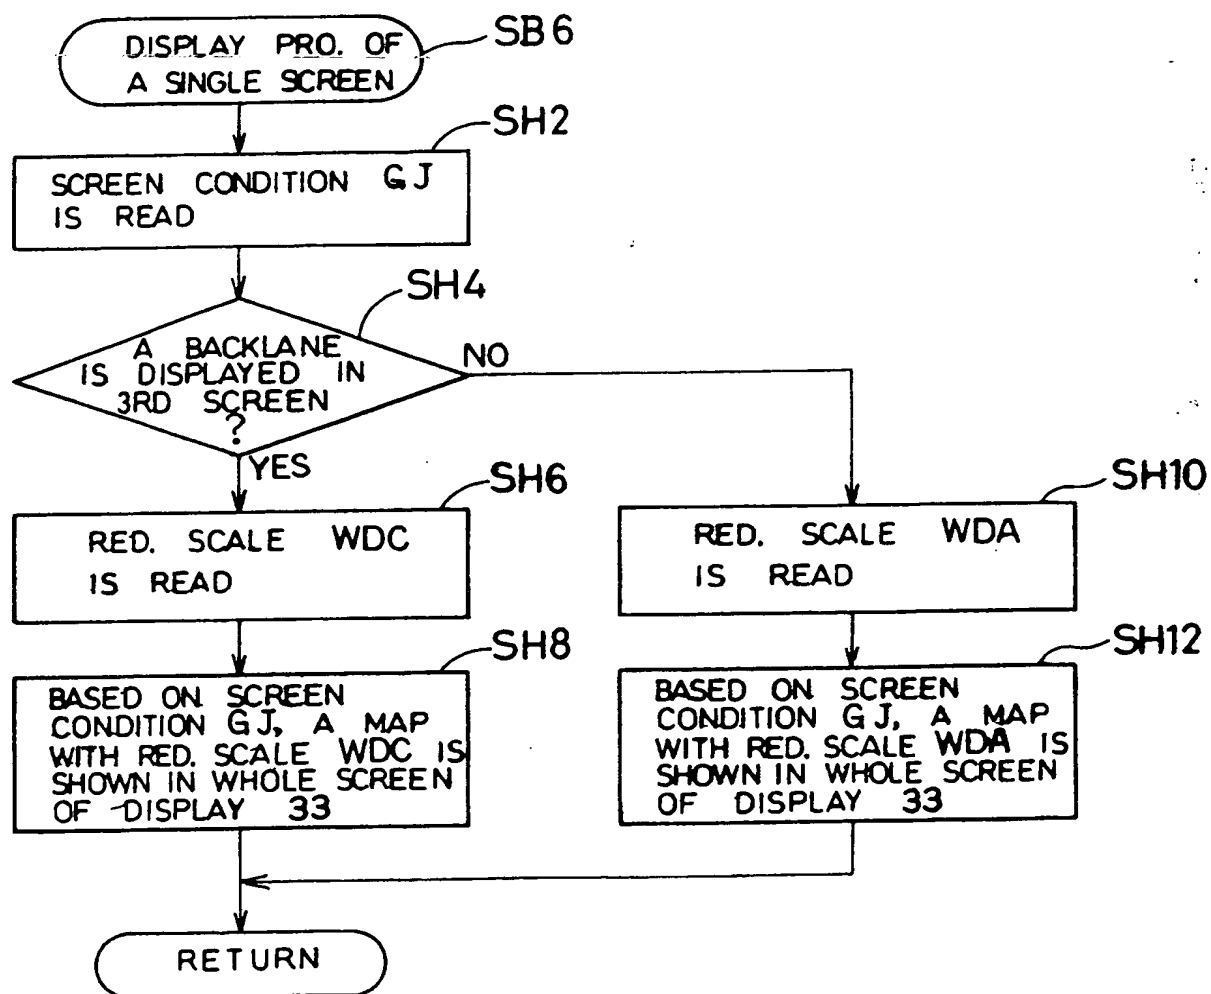 DISPLAY PRO. OF
A SINGLE SCREEN
SB6
SH2
SCREEN CONDITION GJ
IS READ
SH4
A BACKLANE
IS DISPLAYED IN
3RD SCREEN
?
NO
YES
SH6
RED. SCALE WDC
IS READ
SH10
RED. SCALE WDA
IS READ
SH8
BASED ON SCREEN
CONDITION GJ, A MAP
WITH RED. SCALE WDC IS
SHOWN IN WHOLE SCREEN
OF DISPLAY 33
SH12
BASED ON SCREEN
CONDITION GJ, A MAP
WITH RED. SCALE WDA IS
SHOWN IN WHOLE SCREEN
OF DISPLAY 33
RETURN